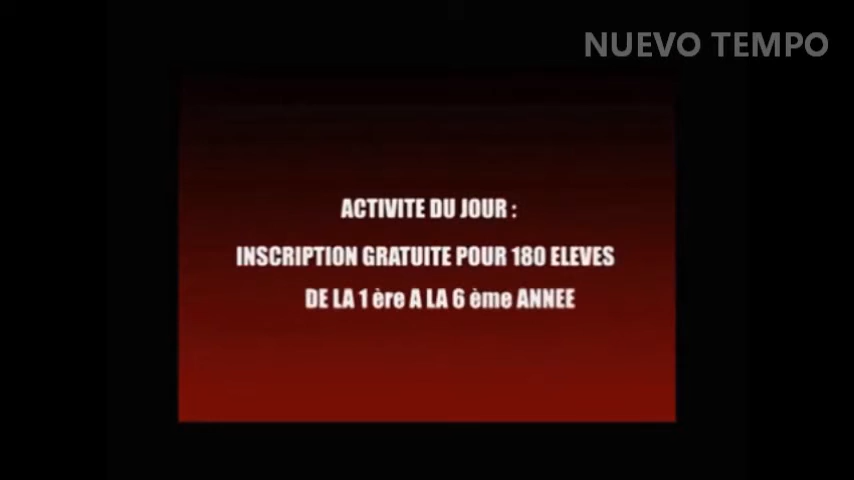 NUEVO TEMPO
ACTIVITE DU JOUR :
INSCRIPTION GRATUITE POUR 180 ELEVES
DE LA 1 ère A LA 6 ème ANNEE